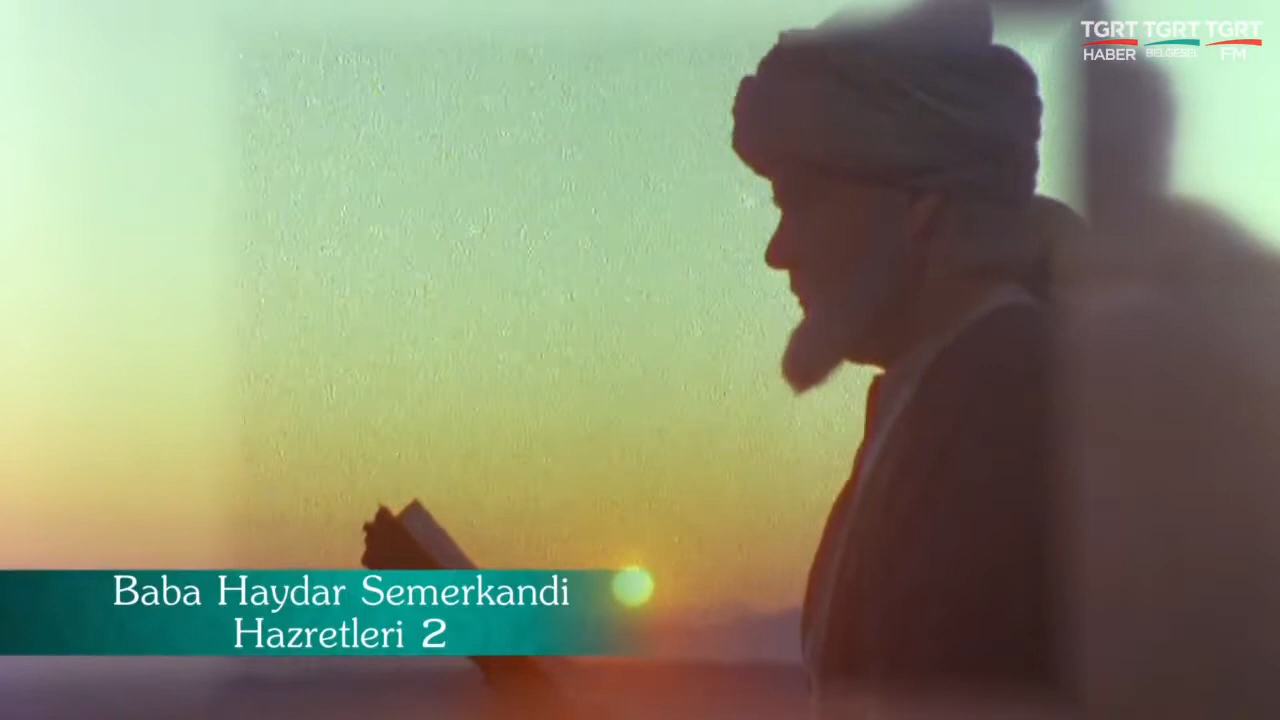 TGRT TGRT TGRT
HABER BELGESEL FM
Baba Haydar Semerkandi
Hazretleri 2